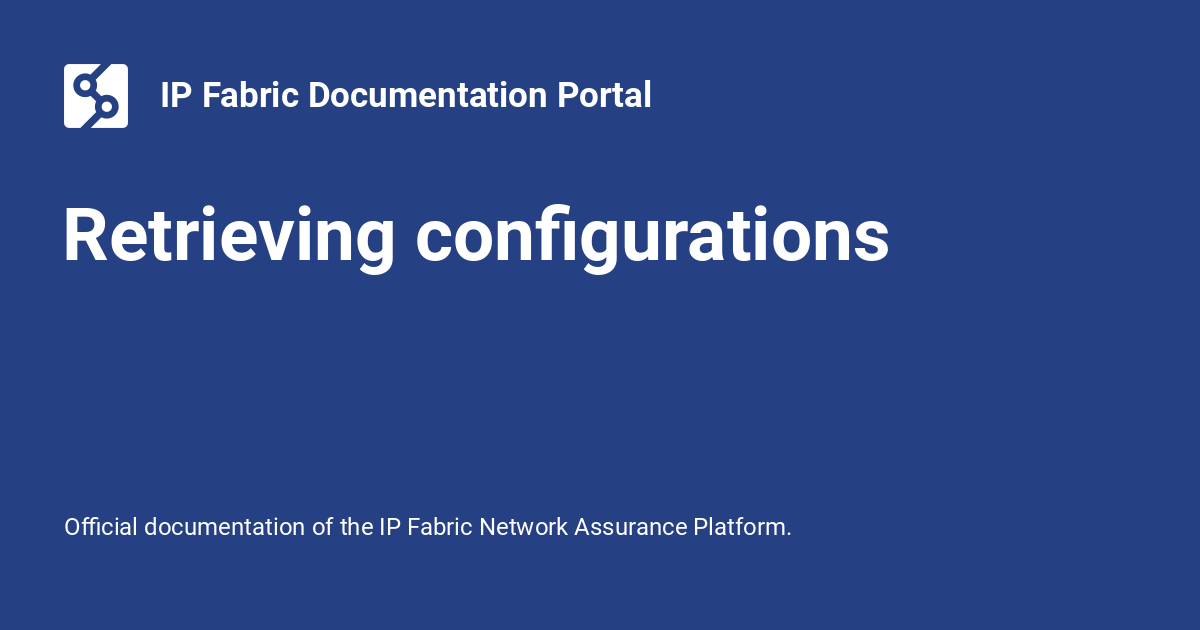 IP Fabric Documentation Portal
Retrieving configurations
Official documentation of the IP Fabric Network Assurance Platform.